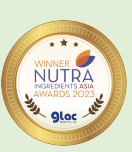 WINNER
NUTRA
INGREDIENTS ASIA
AWARDS 2023
glac